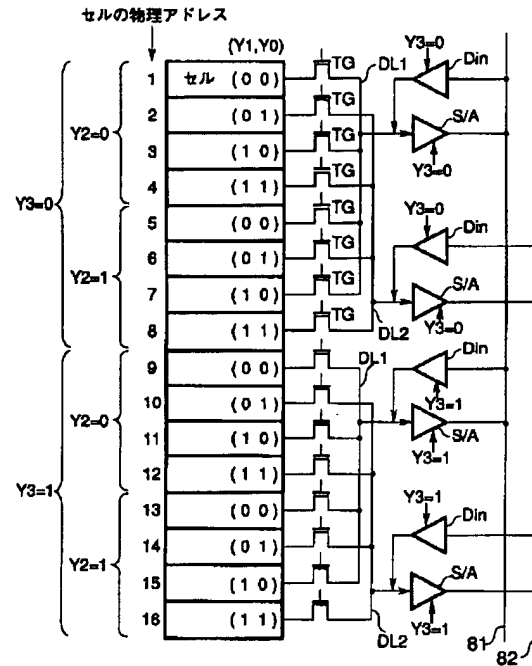 セルの物理アドレス
(Y1,Y0)
Y3=0
Din
TG
DL1
1
セル (0 0)
TG
S/A
2
(0 1)
Y2=0
TG
3
(1 0)
TG
Y3=0
4
(1 1)
Y3=0
TG
Y3=0
5
(0 0)
Din
TG
6
(0 1)
Y2=1
TG
S/A
7
(1 0)
TG
8
(1 1)
DL2
Y3=0
DL1
Din
9
(0 0)
Y3=1
10
(0 1)
S/A
Y2=0
11
(1 0)
Y3=1
12
(1 1)
Y3=1
Y3=1
13
(0 0)
Din
14
(0 1)
Y2=1
S/A
15
(1 0)
16
(1 1)
DL2
Y3=1
81
82